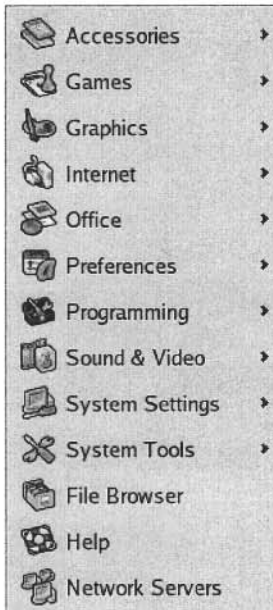 Accessories
Games
Graphics
Internet
Office
Preferences
Programming
Sound & Video
System Settings
System Tools
File Browser
Help
Network Servers